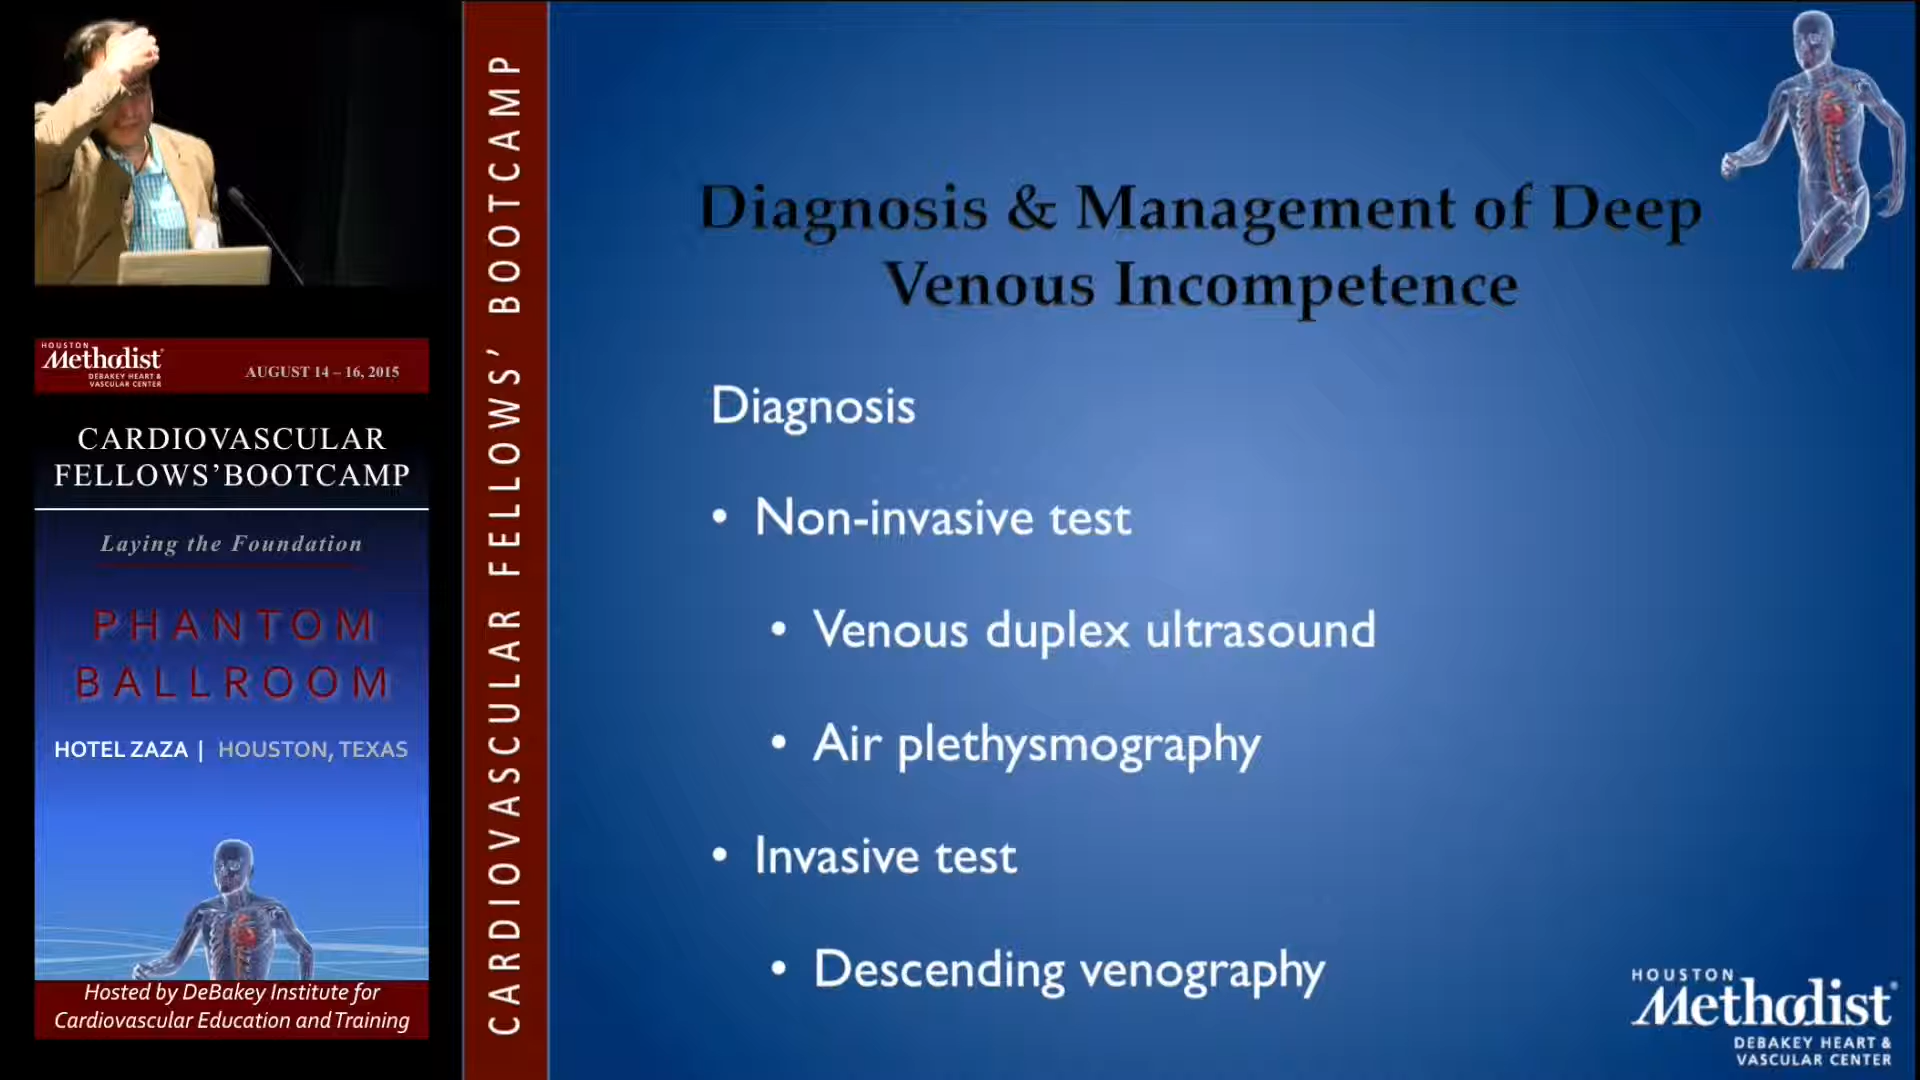 HOUSTON
Methodist
DEBAKEY HEART &
VASCULAR CENTER
AUGUST 14 – 16, 2015
CARDIOVASCULAR
FELLOWS’BOOTCAMP
Laying the Foundation
PHANTOM
BALLROOM
HOTEL ZAZA | HOUSTON, TEXAS
Hosted by DeBakey Institute for
Cardiovascular Education and Training
CARDIOVASCULAR FELLOWS’ BOOTCAMP
Diagnosis & Management of Deep
Venous Incompetence
Diagnosis
• Non-invasive test
• Venous duplex ultrasound
• Air plethysmography
• Invasive test
• Descending venography
HOUSTON
Methodist
DEBAKEY HEART &
VASCULAR CENTER